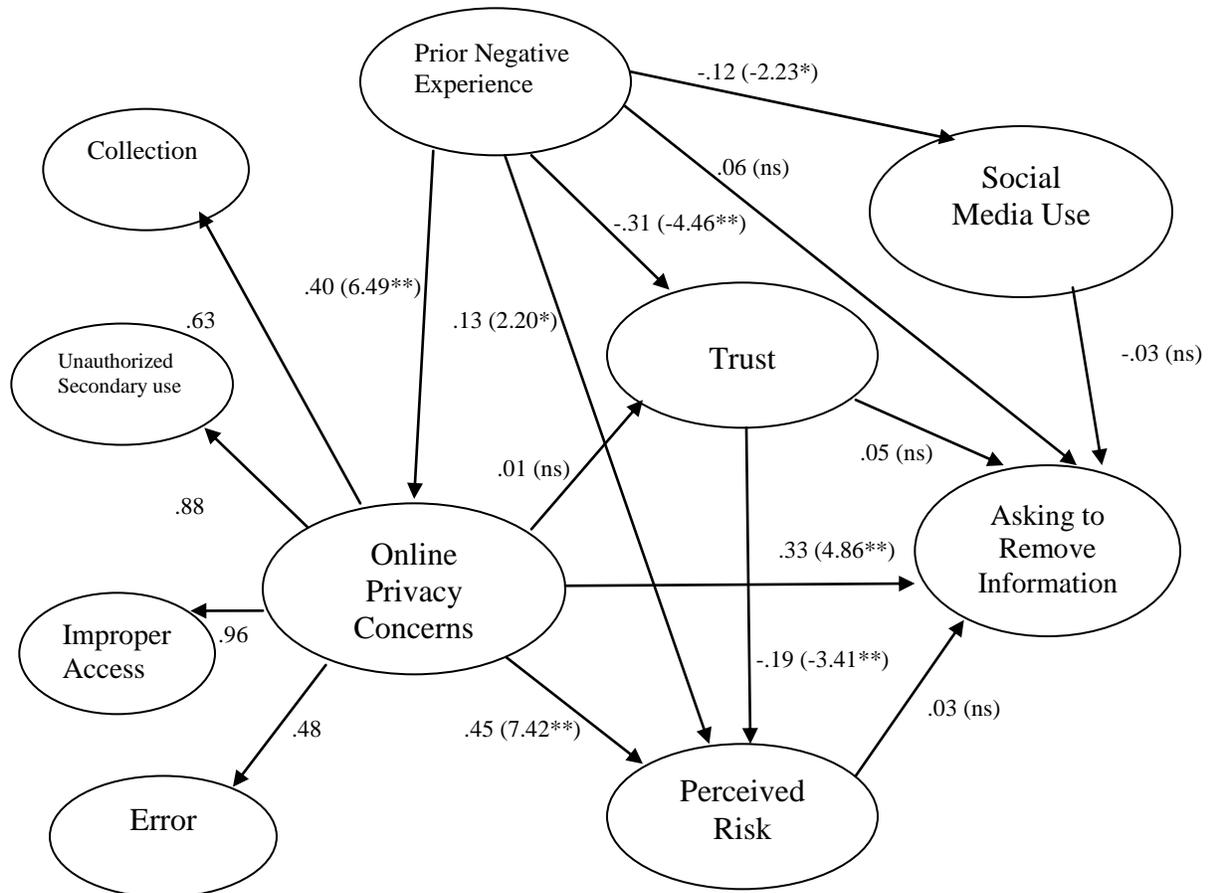 Prior Negative
Experience
-.12 (-2.23*)
Collection
.06 (ns)
Social
Media Use
-.31 (-4.46**)
.40 (6.49**)
.13 (2.20*)
.63
Unauthorized
Secondary use
Trust
-.03 (ns)
.05 (ns)
.01 (ns)
.88
Online
Privacy
Concerns
.33 (4.86**)
Asking to
Remove
Information
Improper
Access
.96
-.19 (-3.41**)
.03 (ns)
.48
.45 (7.42**)
Error
Perceived
Risk